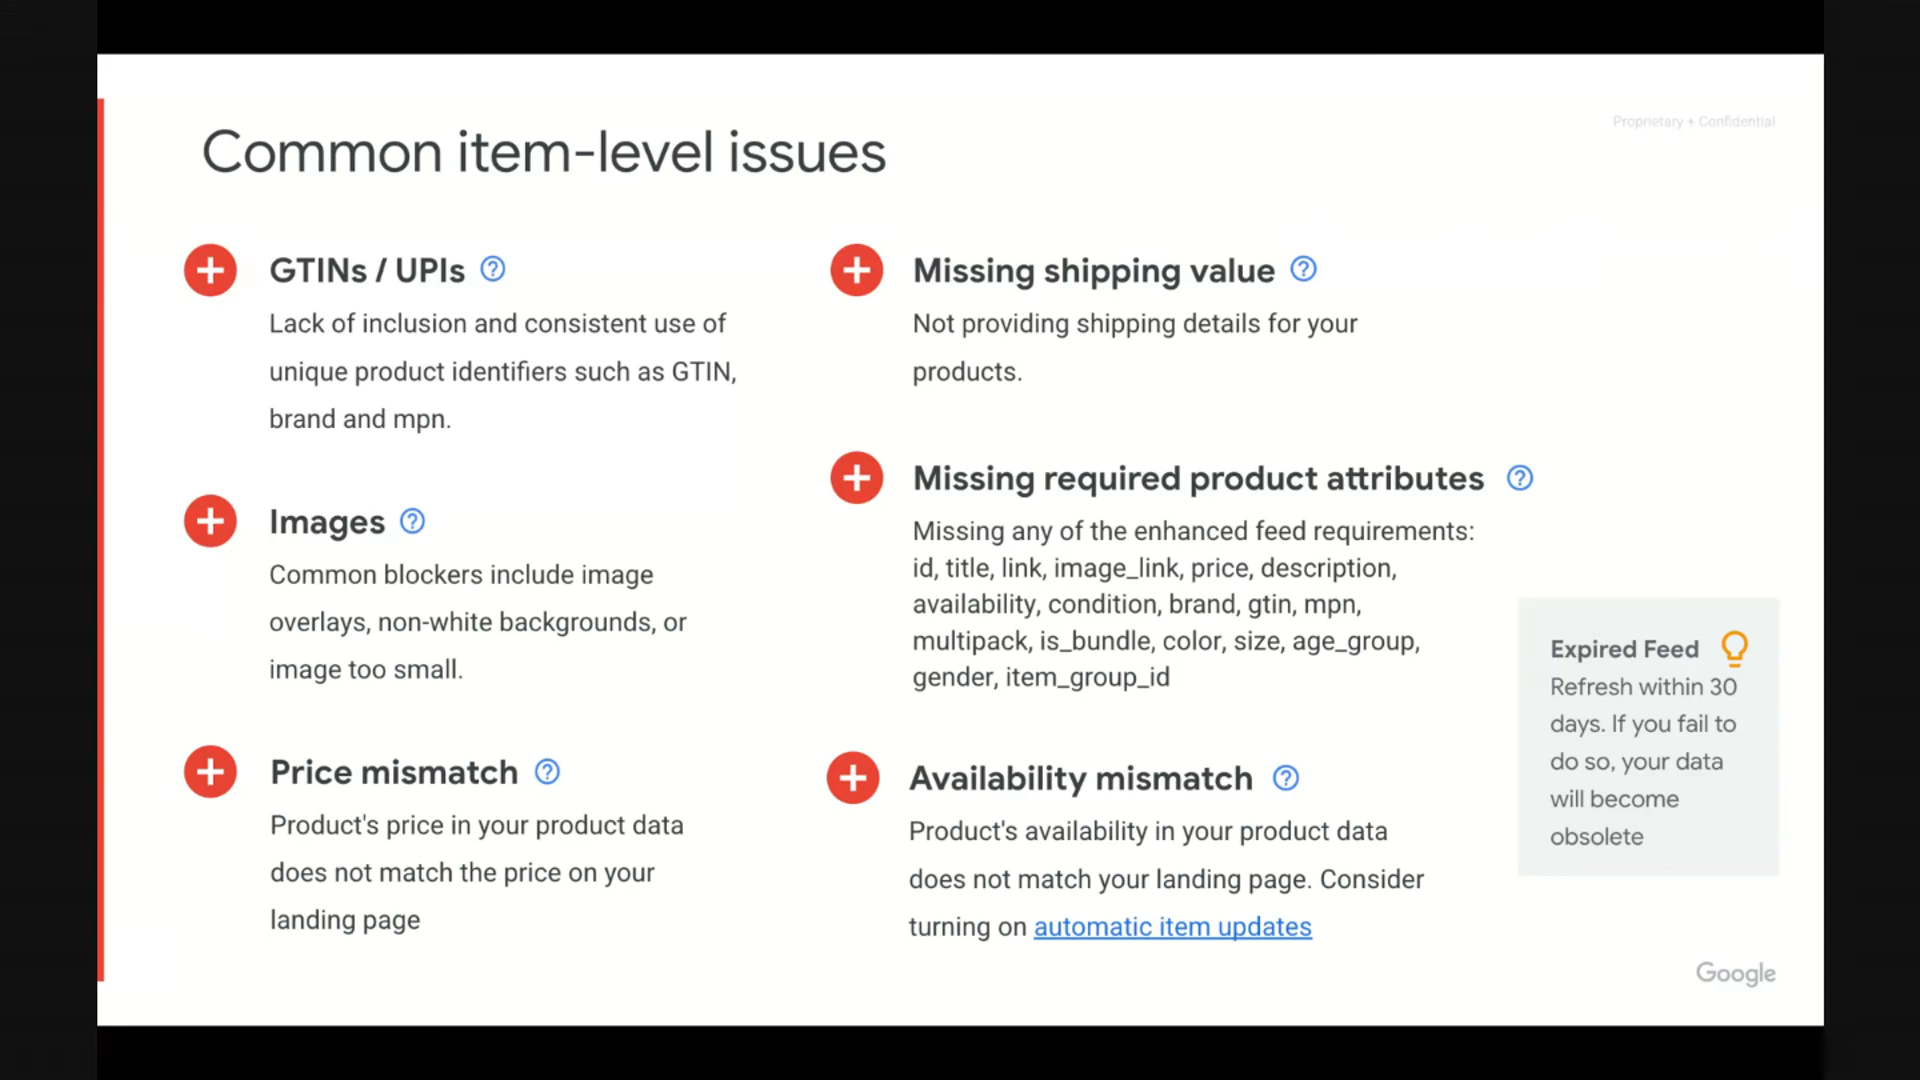 Proprietary + Confidential
Common item-level issues
GTINs / UPIs
Lack of inclusion and consistent use of
unique product identifiers such as GTIN,
brand and mpn.
Images
Common blockers include image
overlays, non-white backgrounds, or
image too small.
Price mismatch
Product's price in your product data
does not match the price on your
landing page
Missing shipping value
Not providing shipping details for your
products.
Missing required product attributes
Missing any of the enhanced feed requirements:
id, title, link, image_link, price, description,
availability, condition, brand, gtin, mpn,
multipack, is_bundle, color, size, age_group,
gender, item_group_id
Availability mismatch
Product's availability in your product data
does not match your landing page. Consider
turning on automatic item updates
Expired Feed
Refresh within 30
days. If you fail to
do so, your data
will become
obsolete
Google